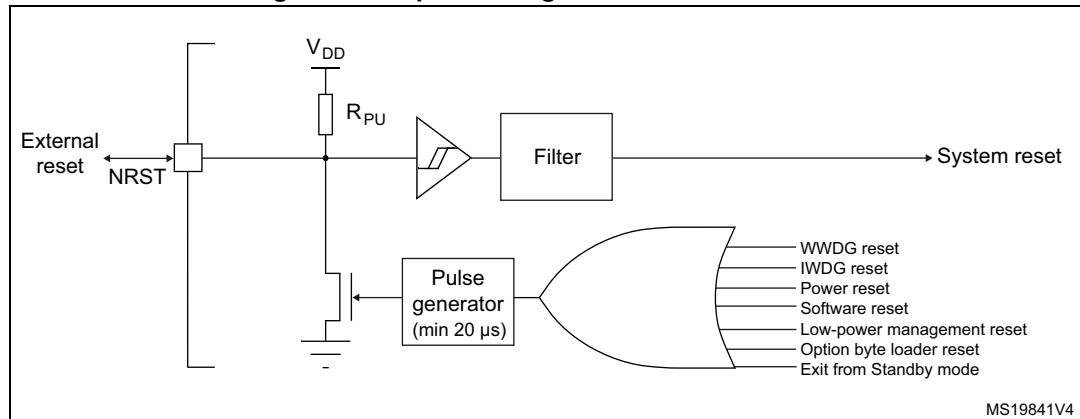 V_DD
R_PU
External
reset
NRST
Filter
System reset
Pulse
generator
(min 20 μs)
WWDG reset
IWDG reset
Power reset
Software reset
Low-power management reset
Option byte loader reset
Exit from Standby mode
MS19841V4